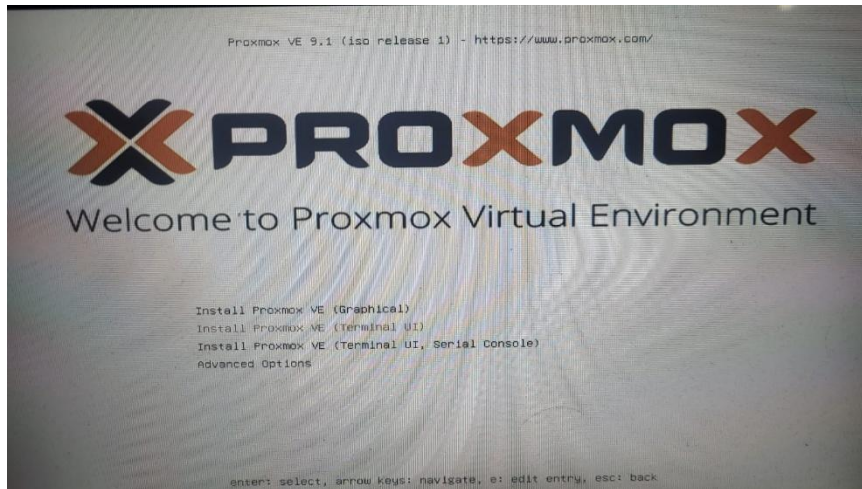 Proxmox VE 9.1 (iso release 1) - https://www.proxmox.com/
PROXMOX
Welcome to Proxmox Virtual Environment
Install Proxmox VE (Graphical)
Install Proxmox VE (Terminal UI)
Install Proxmox VE (Terminal UI, Serial Console)
Advanced Options
enter: select, arrow keys: navigate, e: edit entry, esc: back